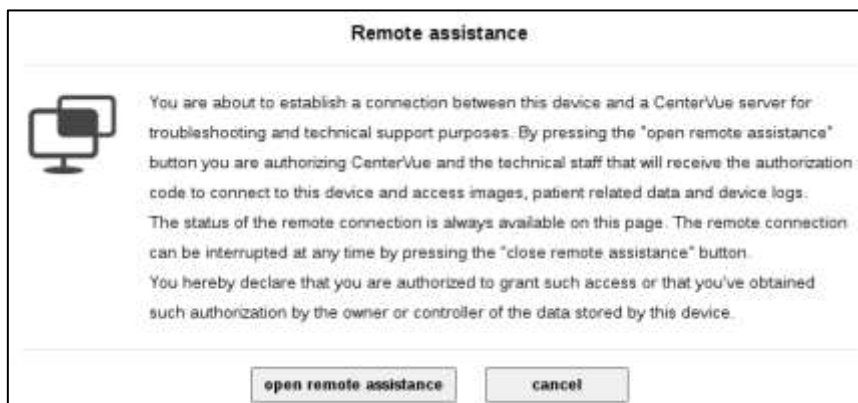 Remote assistance
You are about to establish a connection between this device and a CenterVue server for
troubleshooting and technical support purposes. By pressing the "open remote assistance"
button you are authorizing CenterVue and the technical staff that will receive the authorization
code to connect to this device and access images, patient related data and device logs.
The status of the remote connection is always available on this page. The remote connection
can be interrupted at any time by pressing the "close remote assistance" button.
You hereby declare that you are authorized to grant such access or that you've obtained
such authorization by the owner or controller of the data stored by this device.
open remote assistance cancel